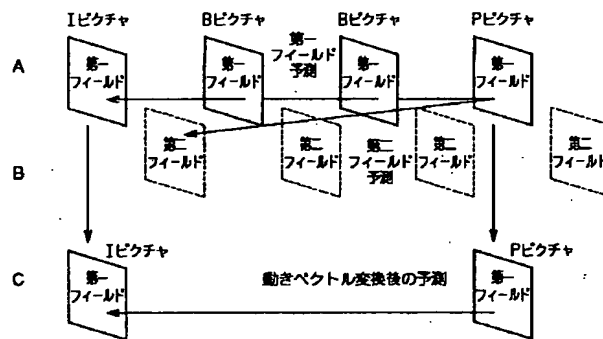 Iピクチャ Bピクチャ Bピクチャ Pピクチャ
A
第一
フィールド
第一
フィールド
第一
フィールド
予測
第一
フィールド
第一
フィールド
B
第二
フィールド
第二
フィールド
第二
フィールド
予測
第二
フィールド
第二
フィールド
Iピクチャ Pピクチャ
C
第一
フィールド
動きベクトル変換後の予測
第一
フィールド